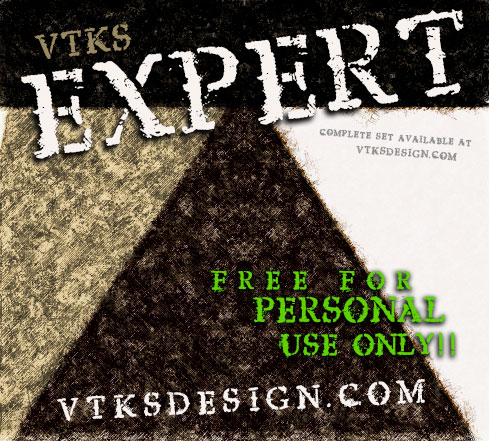 VTKS
EXPERT
COMPLETE SET AVAILABLE AT
VTKSDESIGN.COM
FREE FOR
PERSONAL
USE ONLY!!
VTKSDESIGN.COM